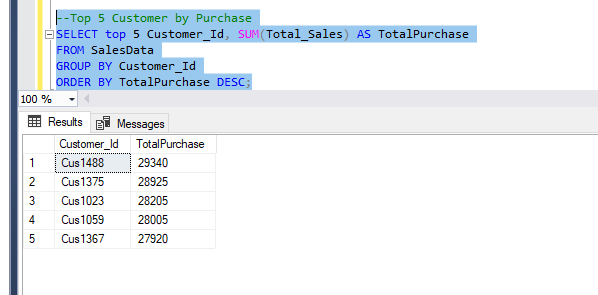 --Top 5 Customer by Purchase
SELECT top 5 Customer_Id, SUM(Total_Sales) AS TotalPurchase
FROM SalesData
GROUP BY Customer_Id
ORDER BY TotalPurchase DESC;
100 %
Results Messages
Customer_Id TotalPurchase
1 Cus1488 29340
2 Cus1375 28925
3 Cus1023 28205
4 Cus1059 28005
5 Cus1367 27920